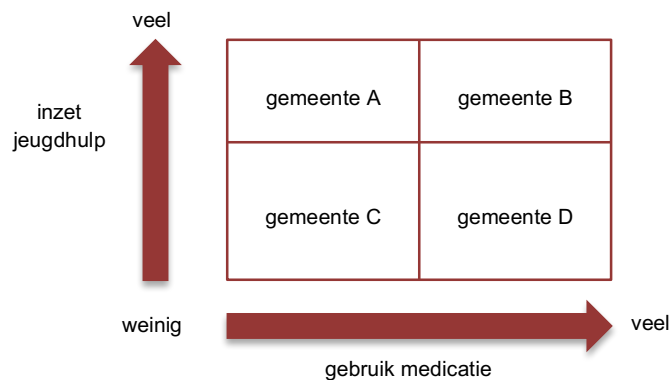 veel
inzet
jeugdhulp
gemeente A
gemeente B
gemeente C
gemeente D
weinig
veel
gebruik medicatie